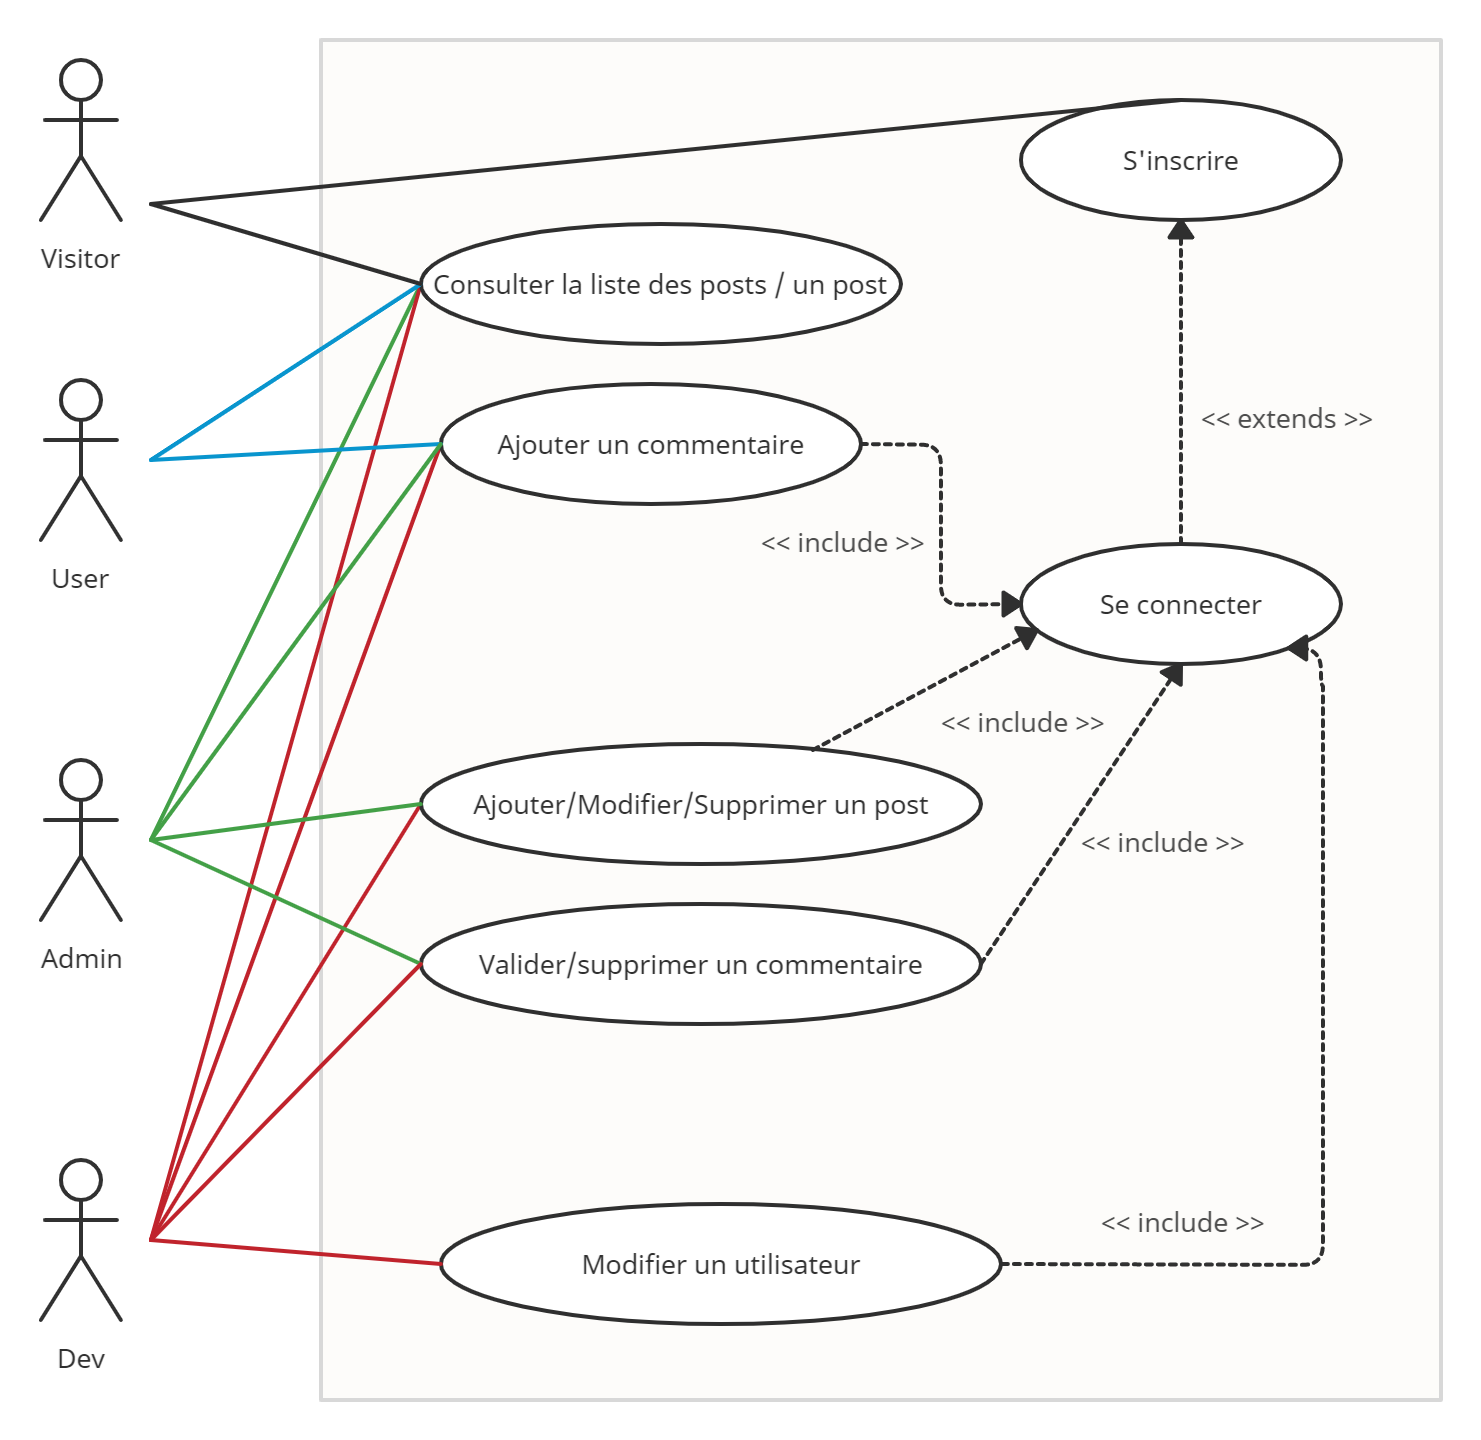 S'inscrire
Visitor
Consulter la liste des posts / un post
<< extends >>
Ajouter un commentaire
<< include >>
User
Se connecter
<< include >>
Ajouter/Modifier/Supprimer un post
<< include >>
Admin
Valider/supprimer un commentaire
<< include >>
Modifier un utilisateur
Dev